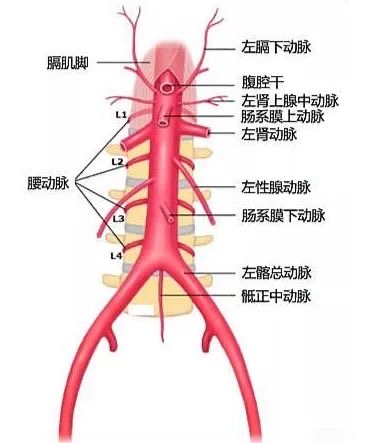 左膈下动脉
膈肌脚
腹腔干
左肾上腺中动脉
L1
肠系膜上动脉
左肾动脉
L2
腰动脉
左性腺动动脉
L3
肠系膜下动脉
L4
左髂总动脉
骶正中动脉